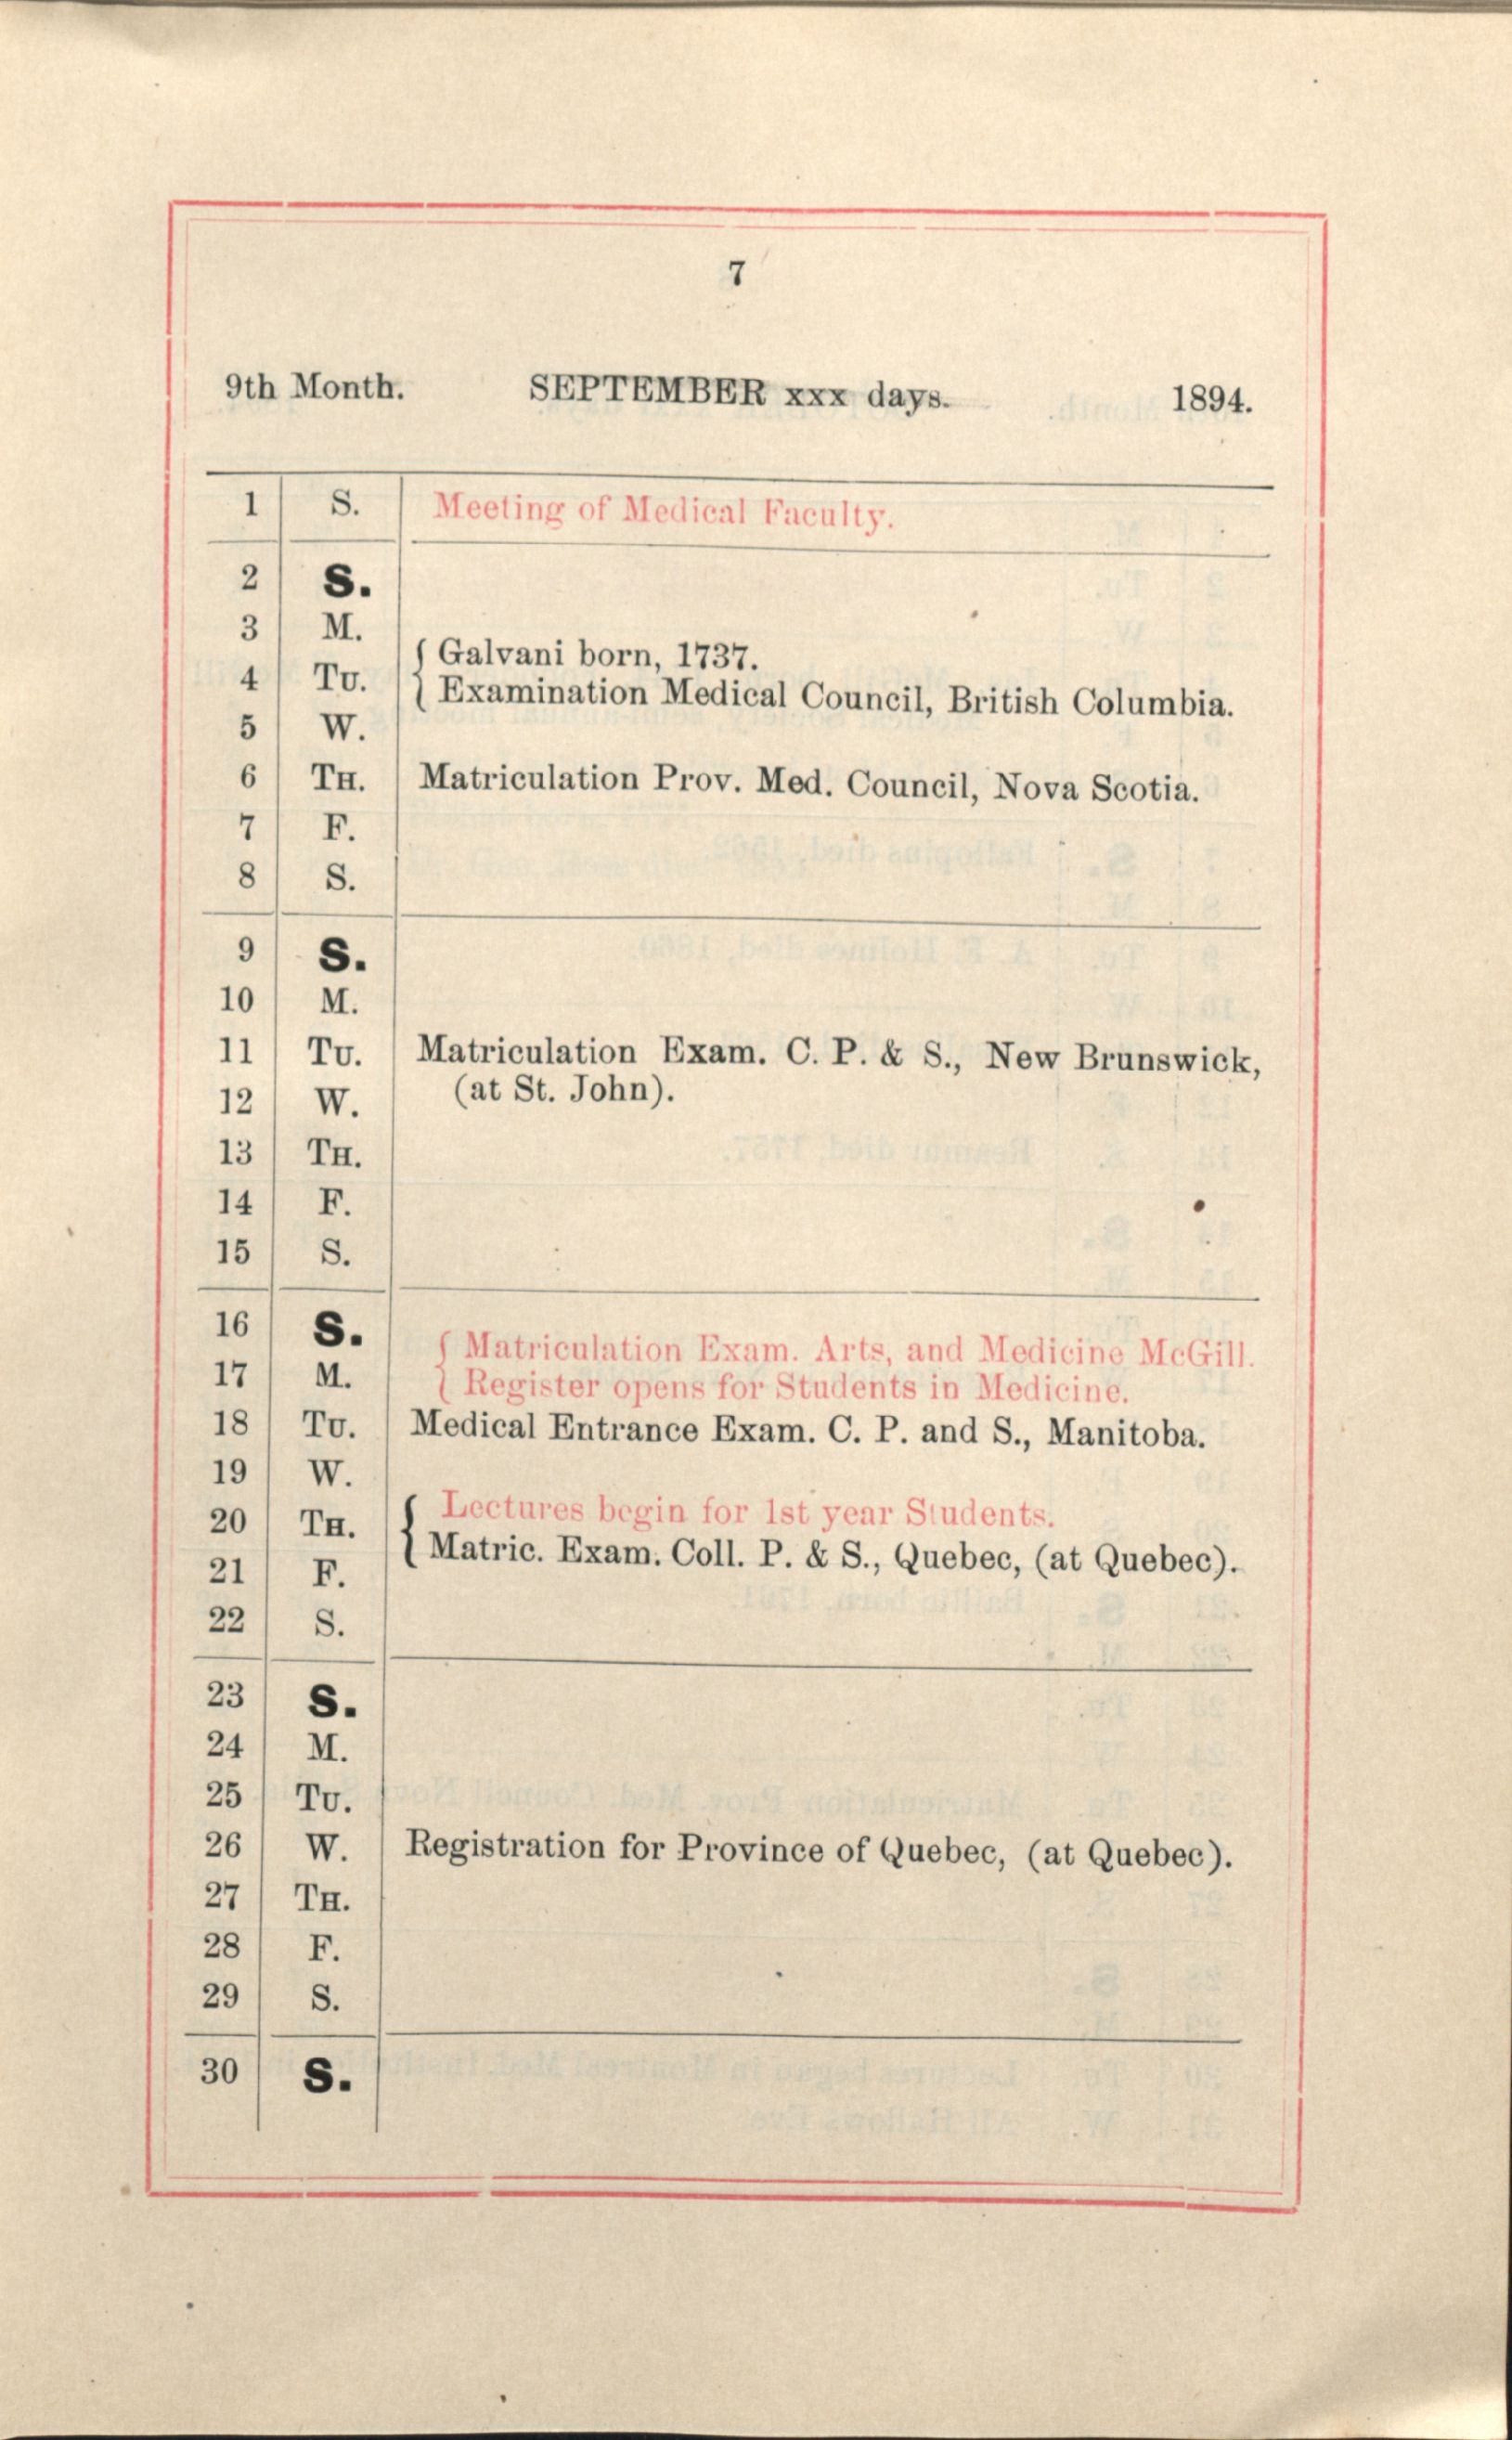 7
9th Month. SEPTEMBER xxx days. 1894.
1 S. Meeting of Medical Faculty.
2 S.
3 M.
Galvani born, 1737.
4 TU.
Examination Medical Council, British Columbia.
5 W.
6 TH. Matriculation Prov. Med. Council, Nova Scotia.
7 F.
8 S.
9 S.
10 M.
11 TU. Matriculation Exam. C. P. & S., New Brunswick,
(at St. John).
12 W.
13 TH.
14 F.
15 S.
16 S.
Matriculation Exam. Arts, and Medicine McGill.
17 M.
Register opens for Students in Medicine.
18 TU. Medical Entrance Exam. C. P. and S., Manitoba.
19 W.
Lectures begin for 1st year Students.
20 TH.
Matric. Exam. Coll. P. & S., Quebec, (at Quebec).
21 F.
22 S.
23 S.
24 M.
25 TU.
26 W. Registration for Province of Quebec, (at Quebec).
27 TH.
28 F.
29 S.
30 S.